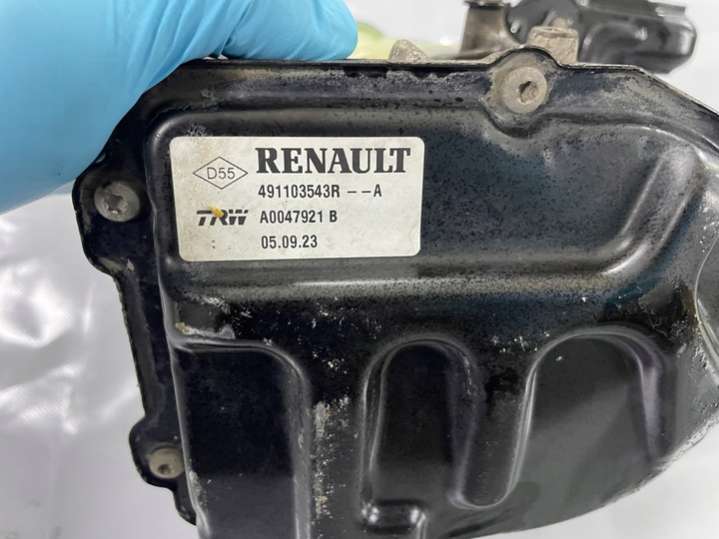 D55 RENAULT
491103543R --A
TRW A0047921 B
05.09.23